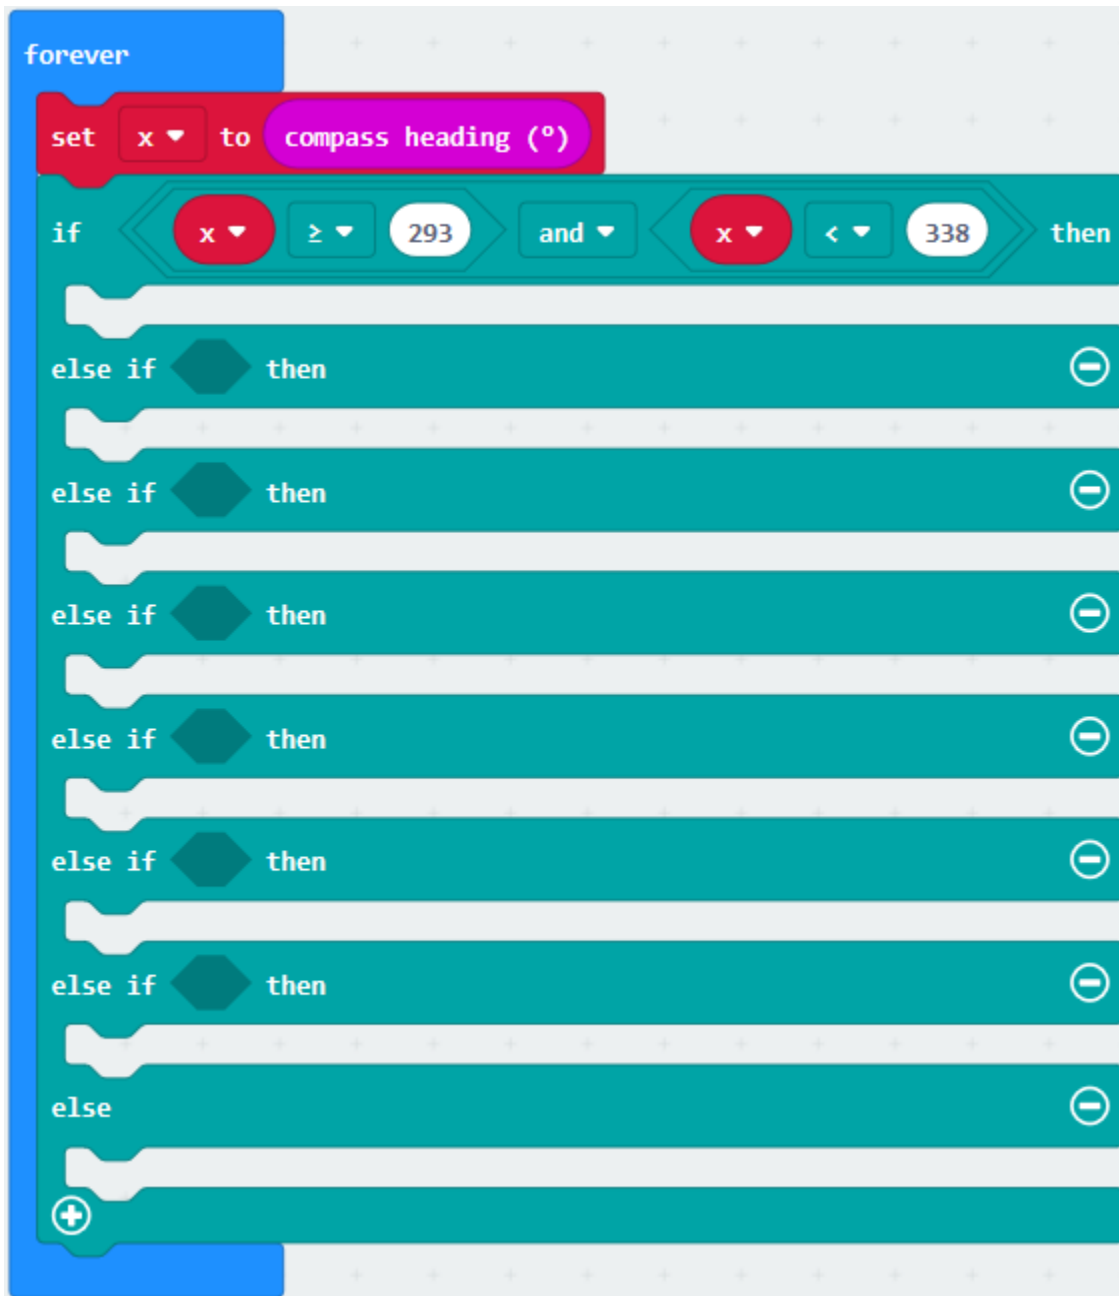 forever
set x to compass heading (°)
if x ≥ 293 and x < 338 then
else if then
else if then
else if then
else if then
else if then
else if then
else